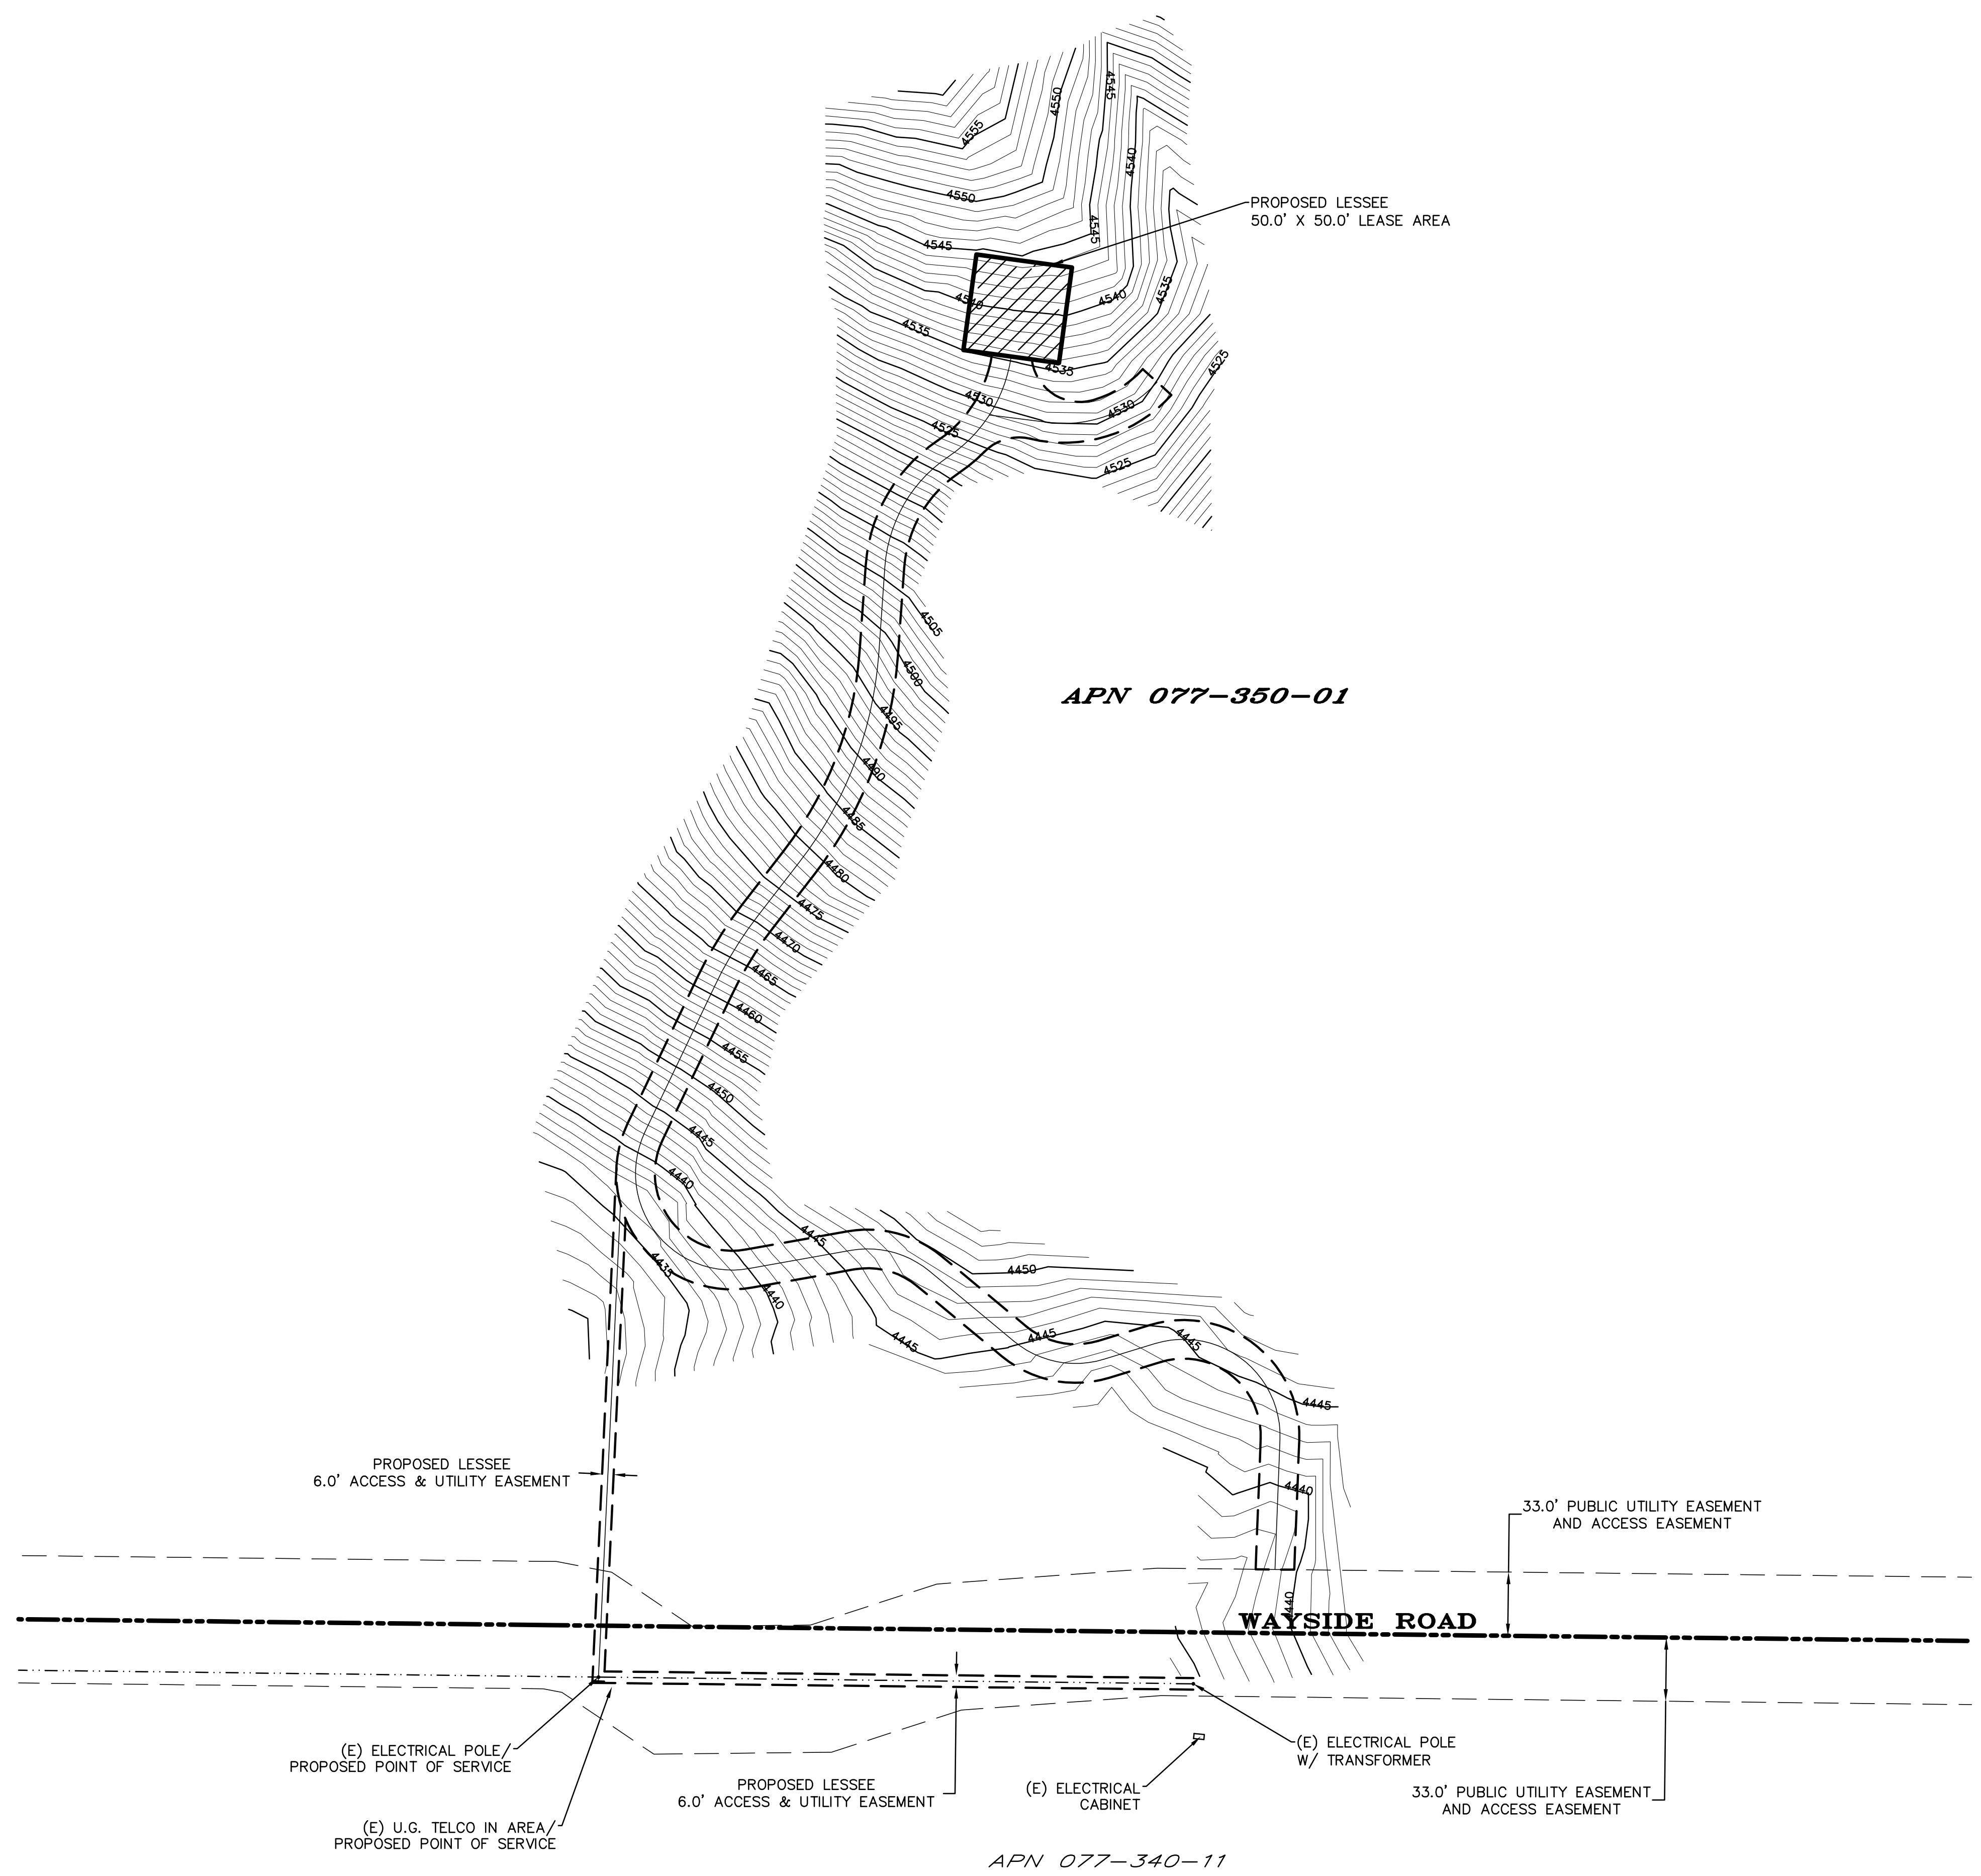 4545
4550
4555
4540
4550
PROPOSED LESSEE
50.0' X 50.0' LEASE AREA
4545
4545
4535
4540
4540
4535
4535
4525
4530
4530
4525
4525
4505
4500
APN 077-350-01
4495
4490
4485
4480
4475
4470
4465
4460
4455
4450
4445
4440
4445
4435
4450
4440
4445
4445
4445
4445
PROPOSED LESSEE
6.0' ACCESS & UTILITY EASEMENT
4440
33.0' PUBLIC UTILITY EASEMENT
AND ACCESS EASEMENT
4440
WAYSIDE ROAD
(E) ELECTRICAL POLE/
PROPOSED POINT OF SERVICE
(E) ELECTRICAL POLE
W/ TRANSFORMER
PROPOSED LESSEE
6.0' ACCESS & UTILITY EASEMENT
(E) ELECTRICAL
CABINET
33.0' PUBLIC UTILITY EASEMENT
AND ACCESS EASEMENT
(E) U.G. TELCO IN AREA/
PROPOSED POINT OF SERVICE
APN 077-340-11